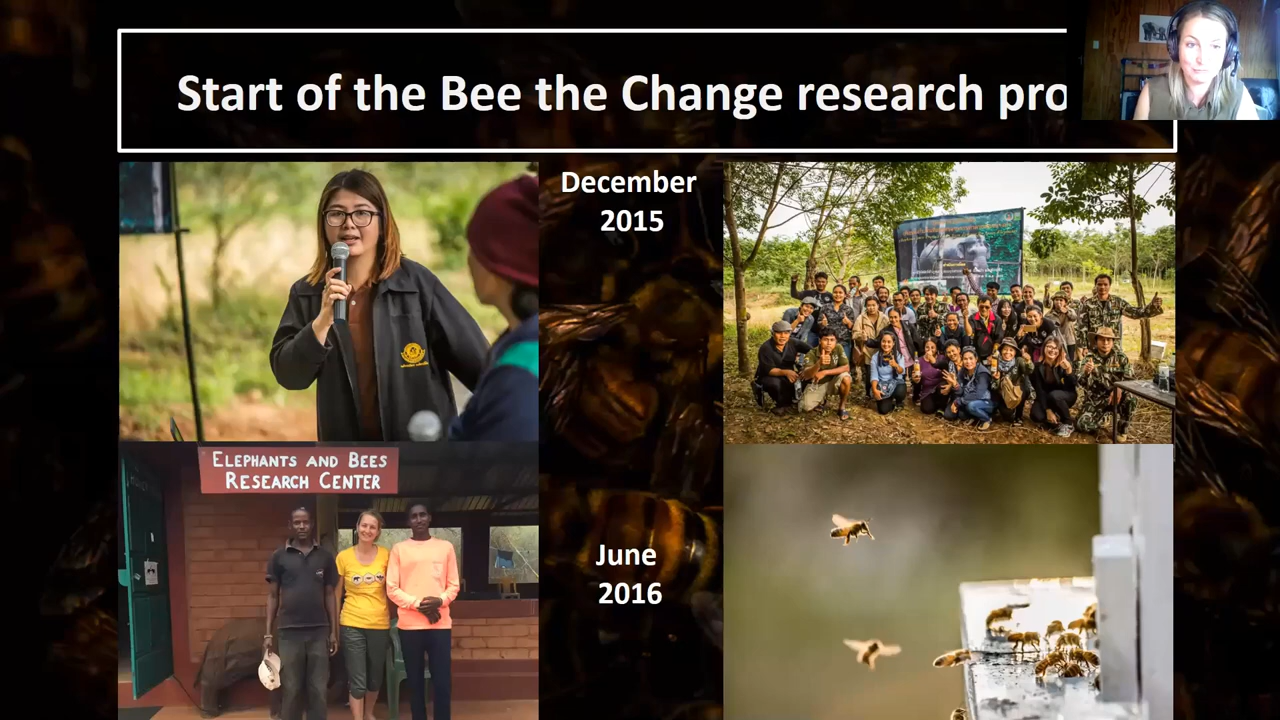 Start of the Bee the Change research pro
December
2015
ELEPHANTS AND BEES
RESEARCH CENTER
June
2016